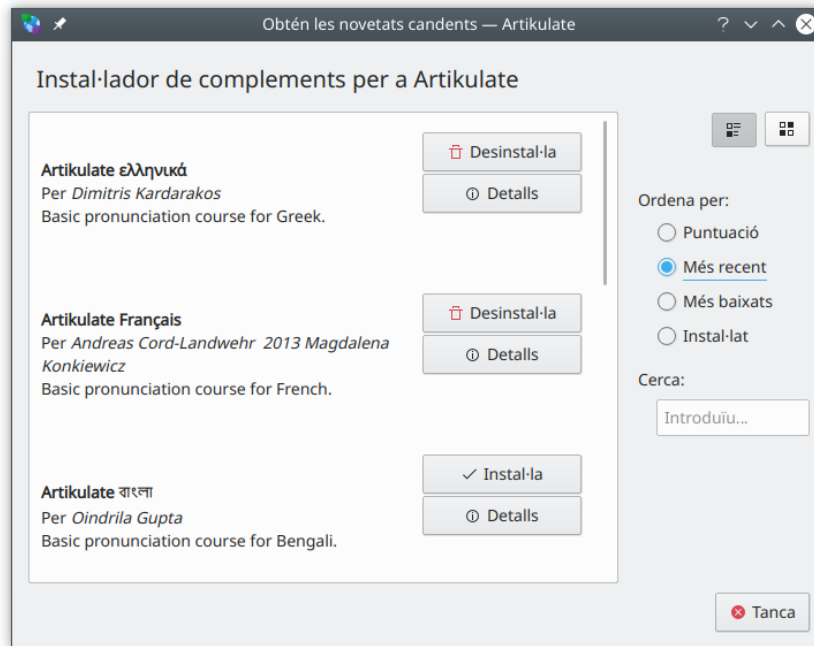 Obtén les novetats candents — Artikulate
Instal·lador de complements per a Artikulate
Artikulate ελληνικά
Per Dimitris Kardarakos
Basic pronunciation course for Greek.
Desinstal·la
Detalls
Artikulate Français
Per Andreas Cord-Landwehr 2013 Magdalena
Konkiewicz
Basic pronunciation course for French.
Desinstal·la
Detalls
Artikulate বাংলা
Per Oindrila Gupta
Basic pronunciation course for Bengali.
Instal·la
Detalls
Ordena per:
Puntuació
Més recent
Més baixats
Instal·lat
Cerca:
Introduïu...
Tanca